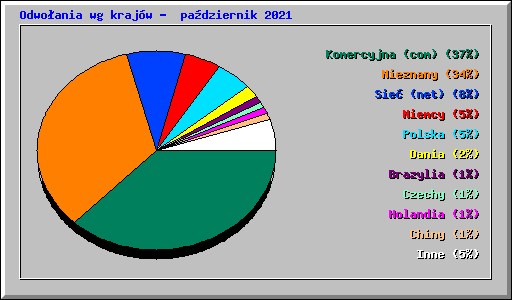 Odwołania wg krajów - październik 2021
Komercyjna (com) (37%)
Nieznany (34%)
Sieć (net) (8%)
Niemcy (5%)
Polska (5%)
Dania (2%)
Brazylia (1%)
Czechy (1%)
Holandia (1%)
Chiny (1%)
Inne (5%)